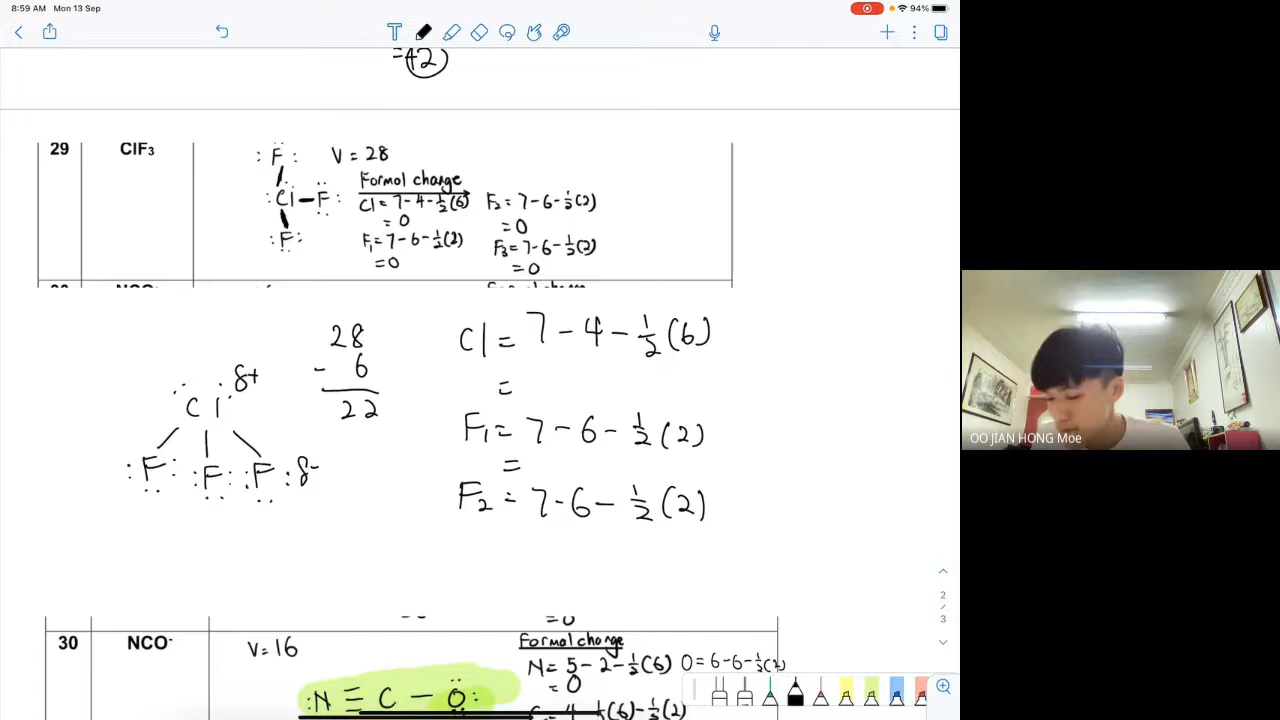 8:59 AM Mon 13 Sep
94%
=42
29
ClF₃
:F: V = 28
Formal charge
:Cl–F: Cl = 7-4-½(6) F₂ = 7-6-½(2)
= 0 = 0
:F: F₁ = 7-6-½(2) F₃ = 7-6-½(2)
= 0 = 0
28
- 6
22
Cl δ+
:F: :F: :F: δ-
Cl = 7 - 4 - ½(6)
=
F₁ = 7 - 6 - ½(2)
=
F₂ = 7 - 6 - ½(2)
OO JIAN HONG Moe
2
/
3
= 0
30
NCO⁻
V = 16
Formal charge
N = 5 - 2 - ½(6) O = 6-6-½(2)
= 0
:N ≡ C – O: